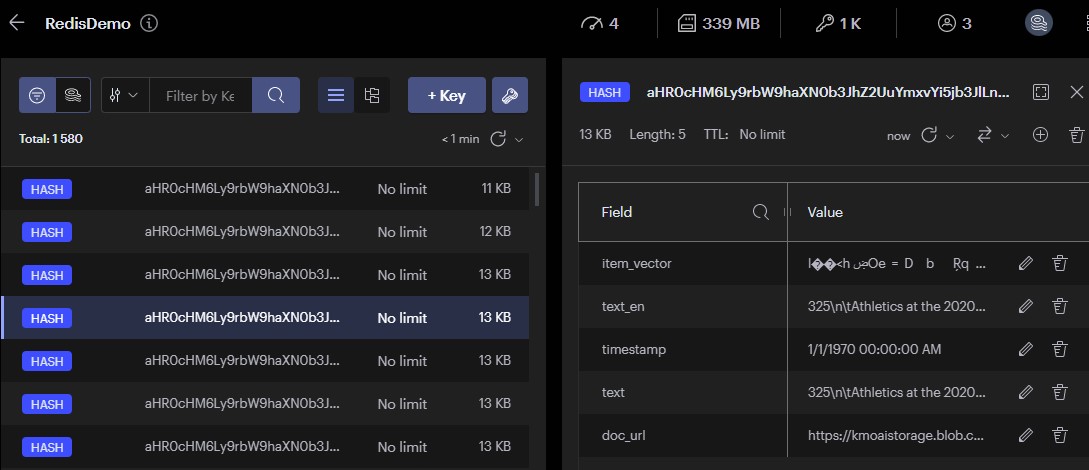 RedisDemo
4
339 MB
1 K
3
Filter by Ke
+ Key
Total: 1 580
< 1 min
HASH aHR0cHM6Ly9rbW9haXN0b3J... No limit 11 KB
HASH aHR0cHM6Ly9rbW9haXN0b3J... No limit 12 KB
HASH aHR0cHM6Ly9rbW9haXN0b3J... No limit 13 KB
HASH aHR0cHM6Ly9rbW9haXN0b3J... No limit 13 KB
HASH aHR0cHM6Ly9rbW9haXN0b3J... No limit 13 KB
HASH aHR0cHM6Ly9rbW9haXN0b3J... No limit 13 KB
HASH aHR0cHM6Ly9rbW9haXN0b3J... No limit 13 KB
HASH aHR0cHM6Ly9rbW9haXN0b3JhZ2UuYmxvYi5jb3JlLn...
13 KB Length: 5 TTL: No limit now
Field Value
item_vector
text_en 325\n\tAthletics at the 2020...
timestamp 1/1/1970 00:00:00 AM
text 325\n\tAthletics at the 2020...
doc_url https://kmoaistorage.blob.c...